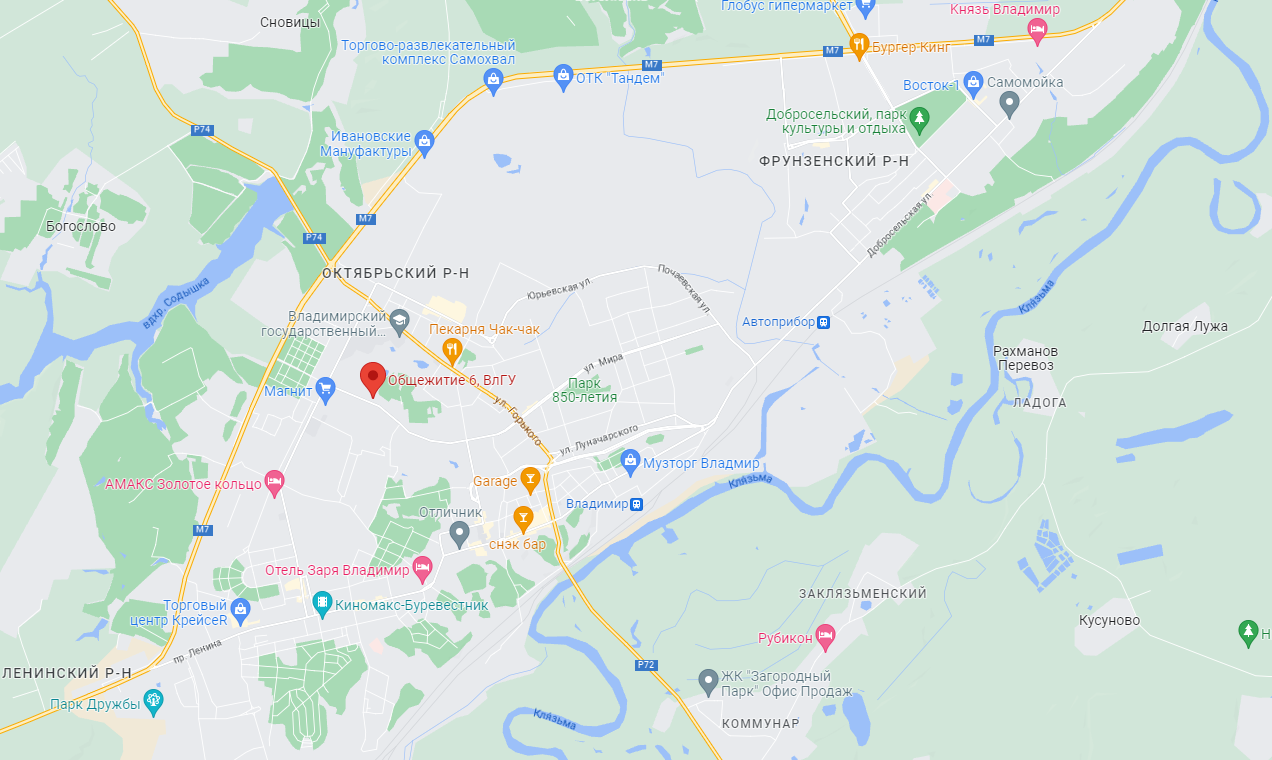 Глобус гипермаркет
Князь Владимир
Сновицы
M7
M7
Бургер Кинг
Торгово-развлекательный
комплекс Самохвал
M7
ОТК "Тандем"
Восток-1
Самомойка
P74
Добросельский, парк
культуры и отдыха
Ивановские
Мануфактуры
ФРУНЗЕНСКИЙ Р-Н
Богослово
M7
Добросельская ул.
P74
ОКТЯБРЬСКИЙ Р-Н
Почаевская ул.
Юрьевская ул.
вдхр. Содышка
Клязьма
Владимирский
государственный...
Автоприбор
Долгая Лужа
Пекарня Чак-чак
Рахманов
Перевоз
ул. Мира
Общежитие 6, ВлГУ
Магнит
Парк
850-летия
ЛАДОГА
ул. Горького
ул. Луначарского
Музторг Владмир
АМАКС Золотое кольцо
Garage
Клязьма
Владимир
Отличник
M7
снэк бар
Отель Заря Владимир
ЗАКЛЯЗЬМЕНСКИЙ
Киномакс-Буревестник
Торговый
центр КрейсеR
Кусуново
Н
Рубикон
пр. Ленина
P72
ЛЕНИНСКИЙ Р-Н
ЖК "Загородный
Парк" Офис Продаж
Парк Дружбы
Клязьма
КОММУНАР